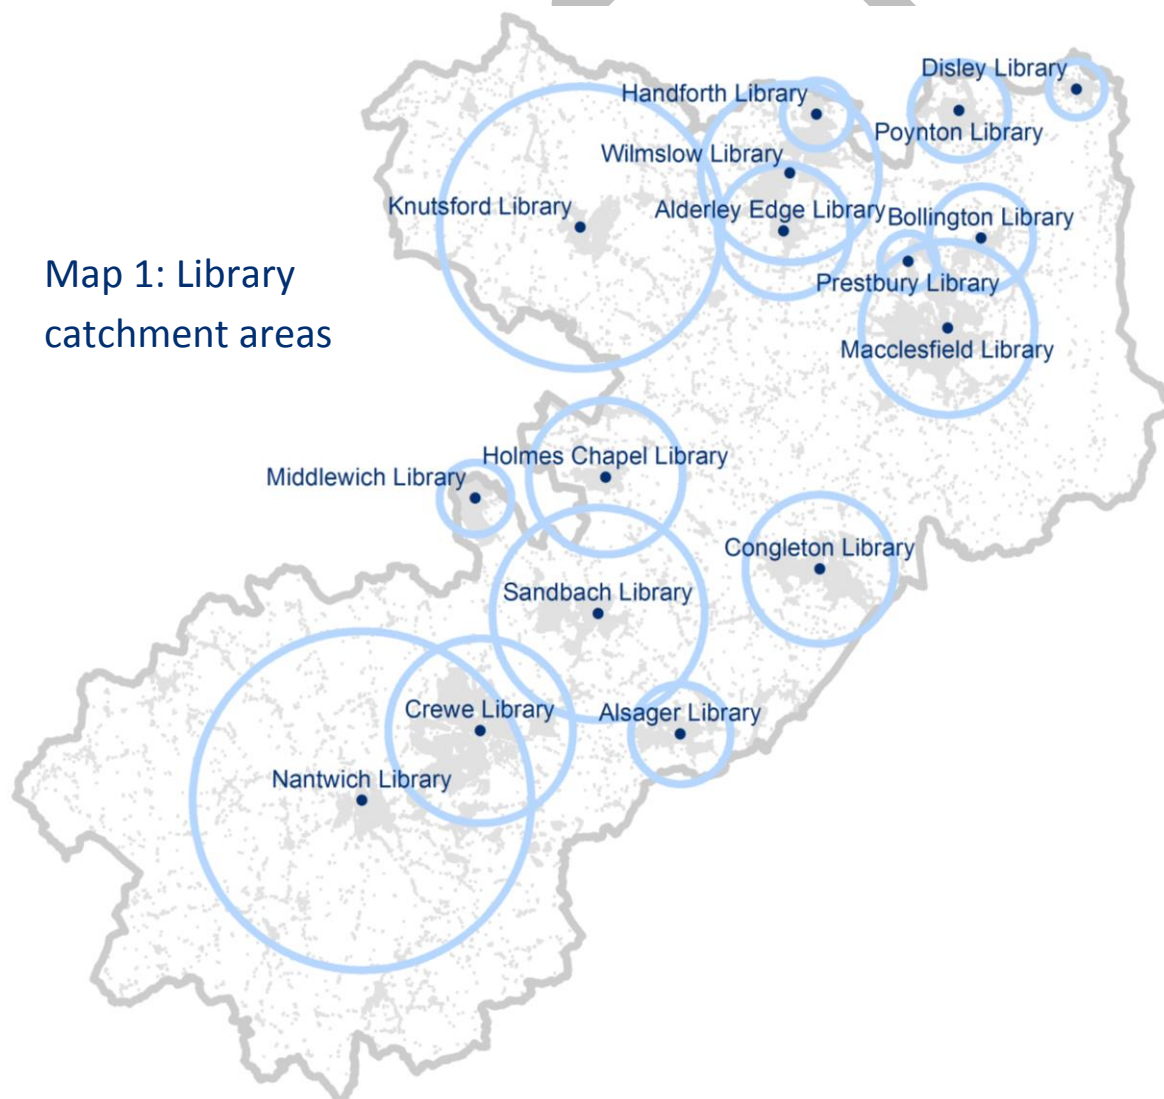 Disley Library
Handforth Library
Poynton Library
Wilmslow Library
Knutsford Library
Alderley Edge Library
Bollington Library
Map 1: Library
catchment areas
Prestbury Library
Macclesfield Library
Holmes Chapel Library
Middlewich Library
Congleton Library
Sandbach Library
Crewe Library
Alsager Library
Nantwich Library